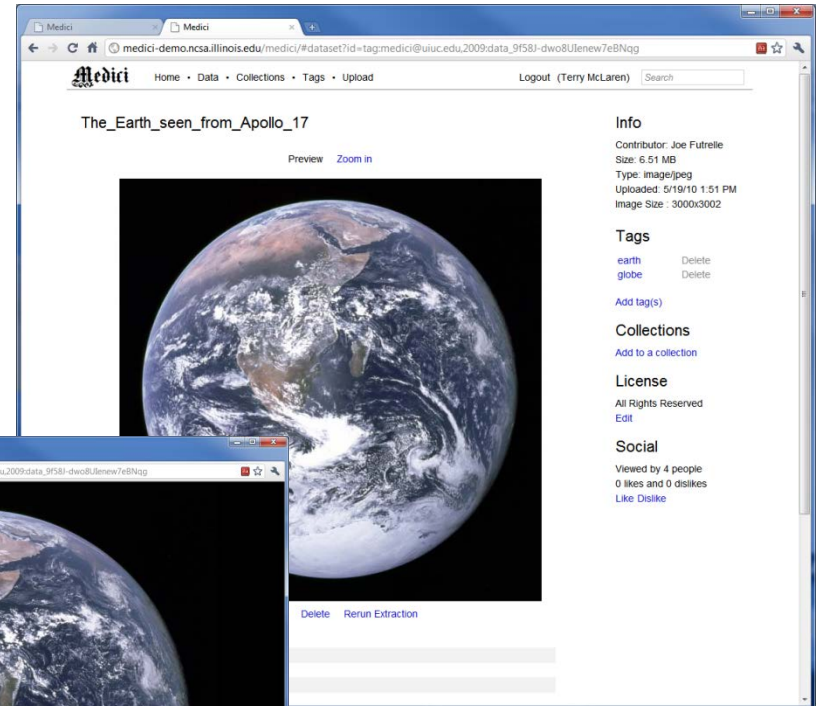 Medici
Medici
medici-demo.ncsa.illinois.edu/medici/#dataset?id=tag:medici@uiuc.edu,2009:data_9f58J-dwo8UIenew7eBNqg
Medici Home • Data • Collections • Tags • Upload Logout (Terry McLaren) Search
The_Earth_seen_from_Apollo_17
Preview Zoom in
Info
Contributor: Joe Futrelle
Size: 6.51 MB
Type: image/jpeg
Uploaded: 5/19/10 1:51 PM
Image Size : 3000x3002
Tags
earth Delete
globe Delete
Add tag(s)
Collections
Add to a collection
License
All Rights Reserved
Edit
Social
Viewed by 4 people
0 likes and 0 dislikes
Like Dislike
u,2009:data_9f58J-dwo8UIenew7eBNqg
Delete Rerun Extraction